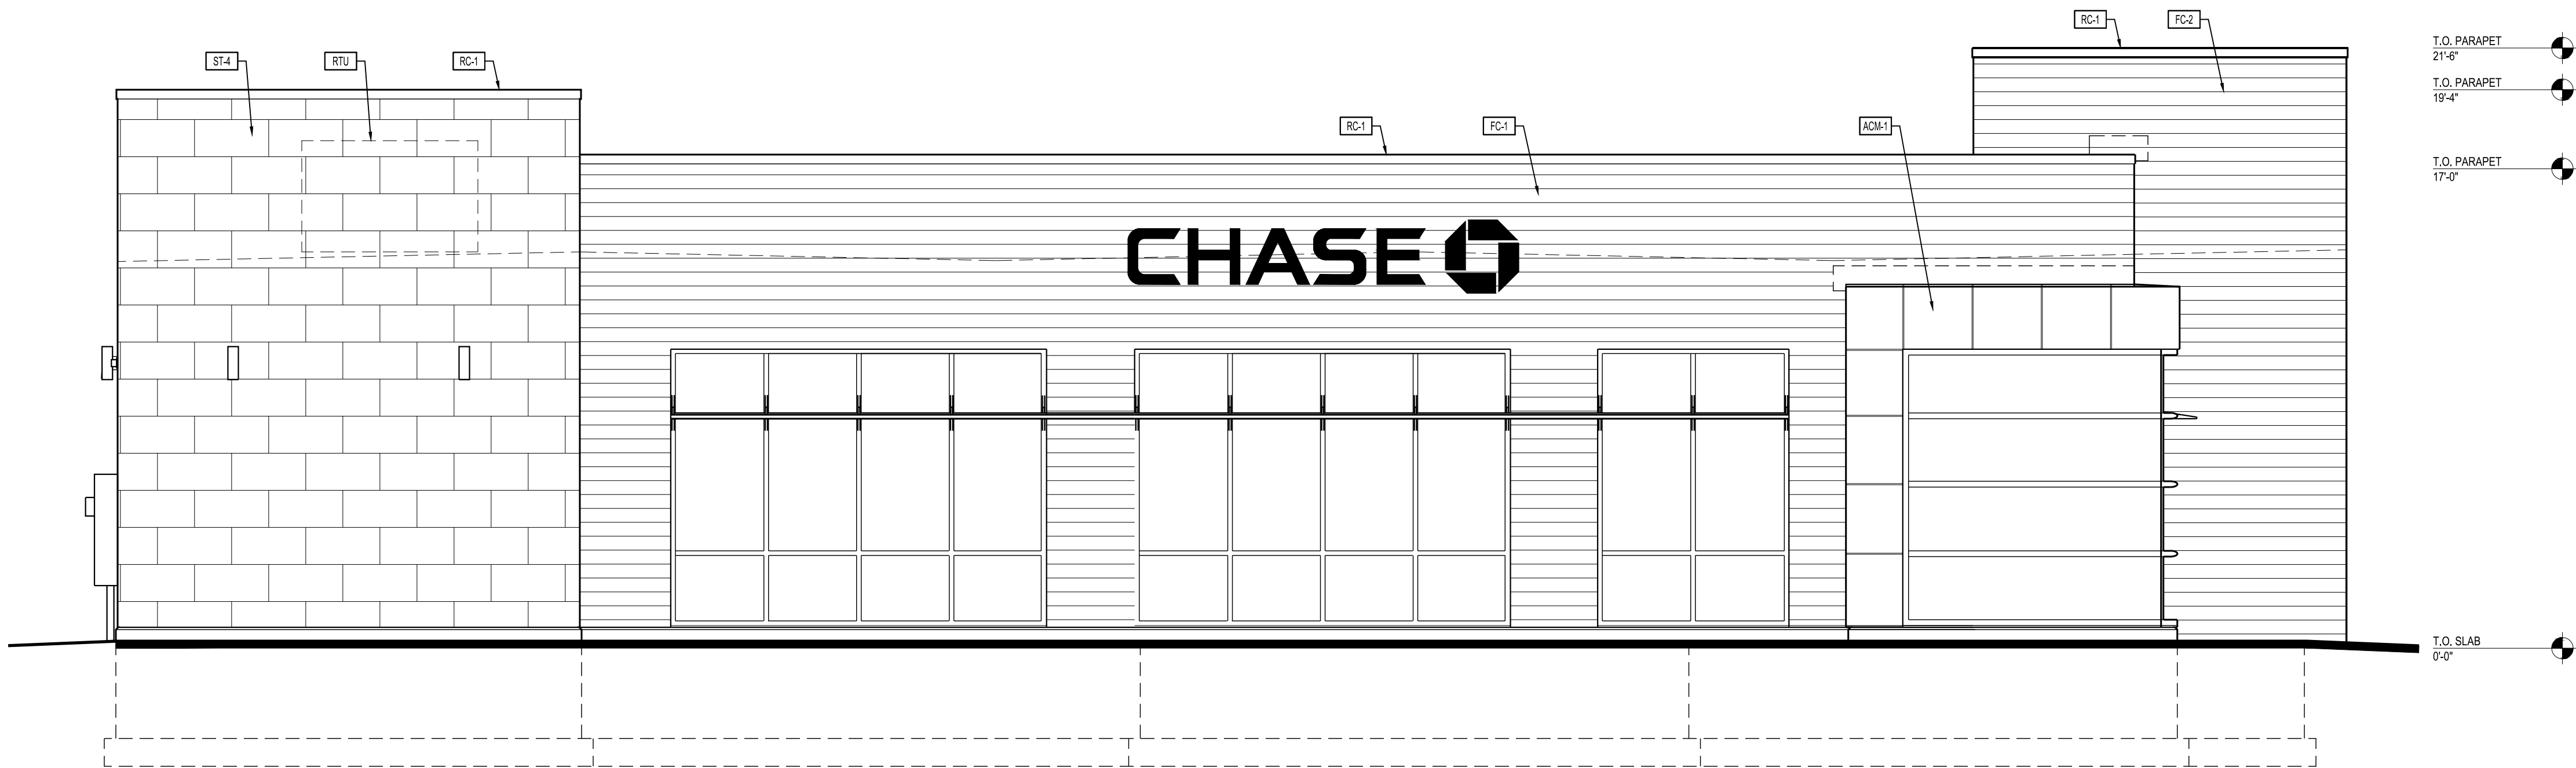 RC-1
FC-2
T.O. PARAPET
21'-6"
ST-4
RTU
RC-1
T.O. PARAPET
19'-4"
RC-1
FC-1
ACM-1
T.O. PARAPET
17'-0"
CHASE
T.O. SLAB
0'-0"